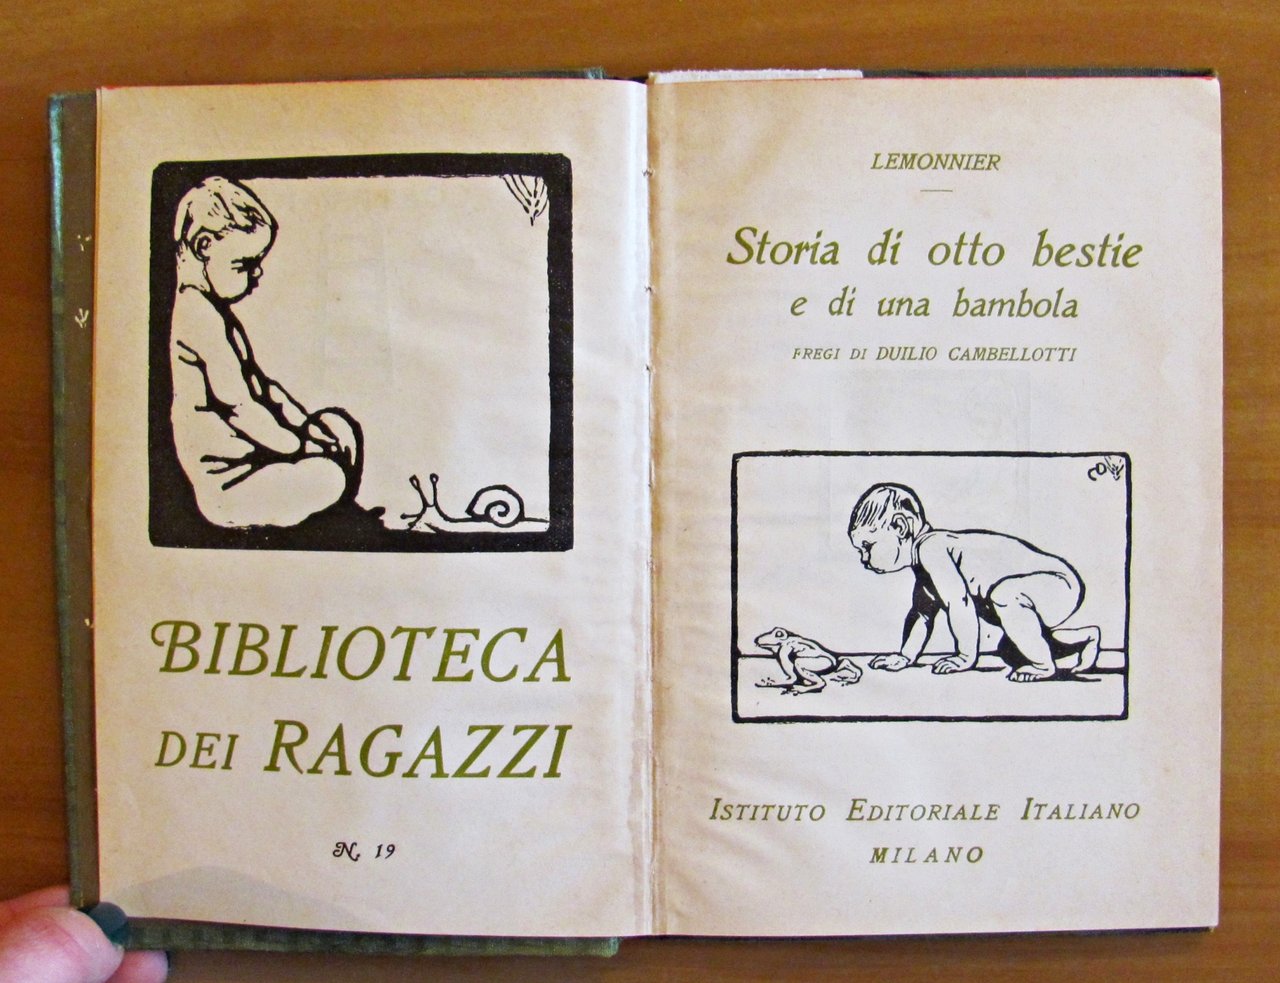 BIBLIOTECA
DEI RAGAZZI
N. 19
LEMONNIER
Storia di otto bestie
e di una bambola
FREGI DI DUILIO CAMBELLOTTI
ISTITUTO EDITORIALE ITALIANO
MILANO